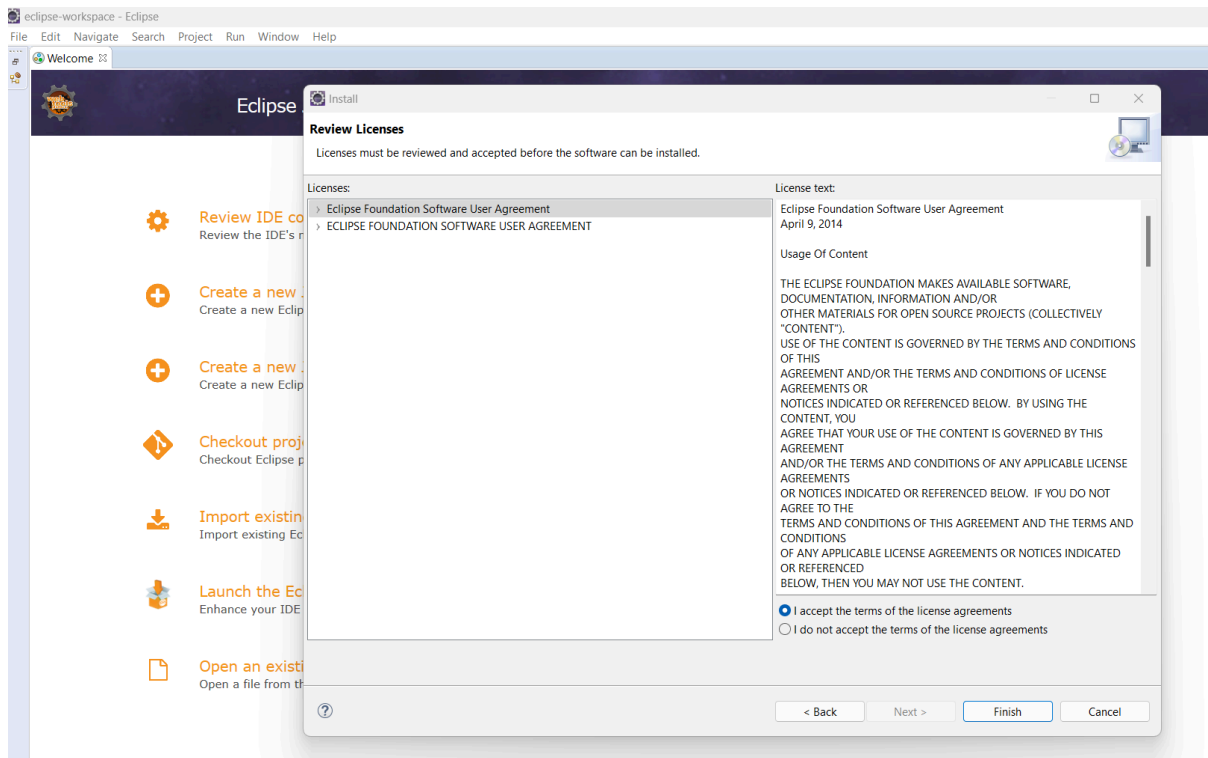 eclipse-workspace - Eclipse
File Edit Navigate Search Project Run Window Help
Welcome
Eclipse
Install
Review Licenses
Licenses must be reviewed and accepted before the software can be installed.
Licenses:
Eclipse Foundation Software User Agreement
ECLIPSE FOUNDATION SOFTWARE USER AGREEMENT
License text:
Eclipse Foundation Software User Agreement
April 9, 2014
Usage Of Content
THE ECLIPSE FOUNDATION MAKES AVAILABLE SOFTWARE,
DOCUMENTATION, INFORMATION AND/OR
OTHER MATERIALS FOR OPEN SOURCE PROJECTS (COLLECTIVELY
"CONTENT").
USE OF THE CONTENT IS GOVERNED BY THE TERMS AND CONDITIONS
OF THIS
AGREEMENT AND/OR THE TERMS AND CONDITIONS OF LICENSE
AGREEMENTS OR
NOTICES INDICATED OR REFERENCED BELOW.  BY USING THE
CONTENT, YOU
AGREE THAT YOUR USE OF THE CONTENT IS GOVERNED BY THIS
AGREEMENT
AND/OR THE TERMS AND CONDITIONS OF ANY APPLICABLE LICENSE
AGREEMENTS
OR NOTICES INDICATED OR REFERENCED BELOW.  IF YOU DO NOT
AGREE TO THE
TERMS AND CONDITIONS OF THIS AGREEMENT AND THE TERMS AND
CONDITIONS
OF ANY APPLICABLE LICENSE AGREEMENTS OR NOTICES INDICATED
OR REFERENCED
BELOW, THEN YOU MAY NOT USE THE CONTENT.
I accept the terms of the license agreements
I do not accept the terms of the license agreements
< Back
Next >
Finish
Cancel
Review IDE co
Review the IDE's
Create a new
Create a new Eclip
Create a new
Create a new Eclip
Checkout proj
Checkout Eclipse p
Import existin
Import existing Ec
Launch the Ec
Enhance your IDE
Open an existi
Open a file from th